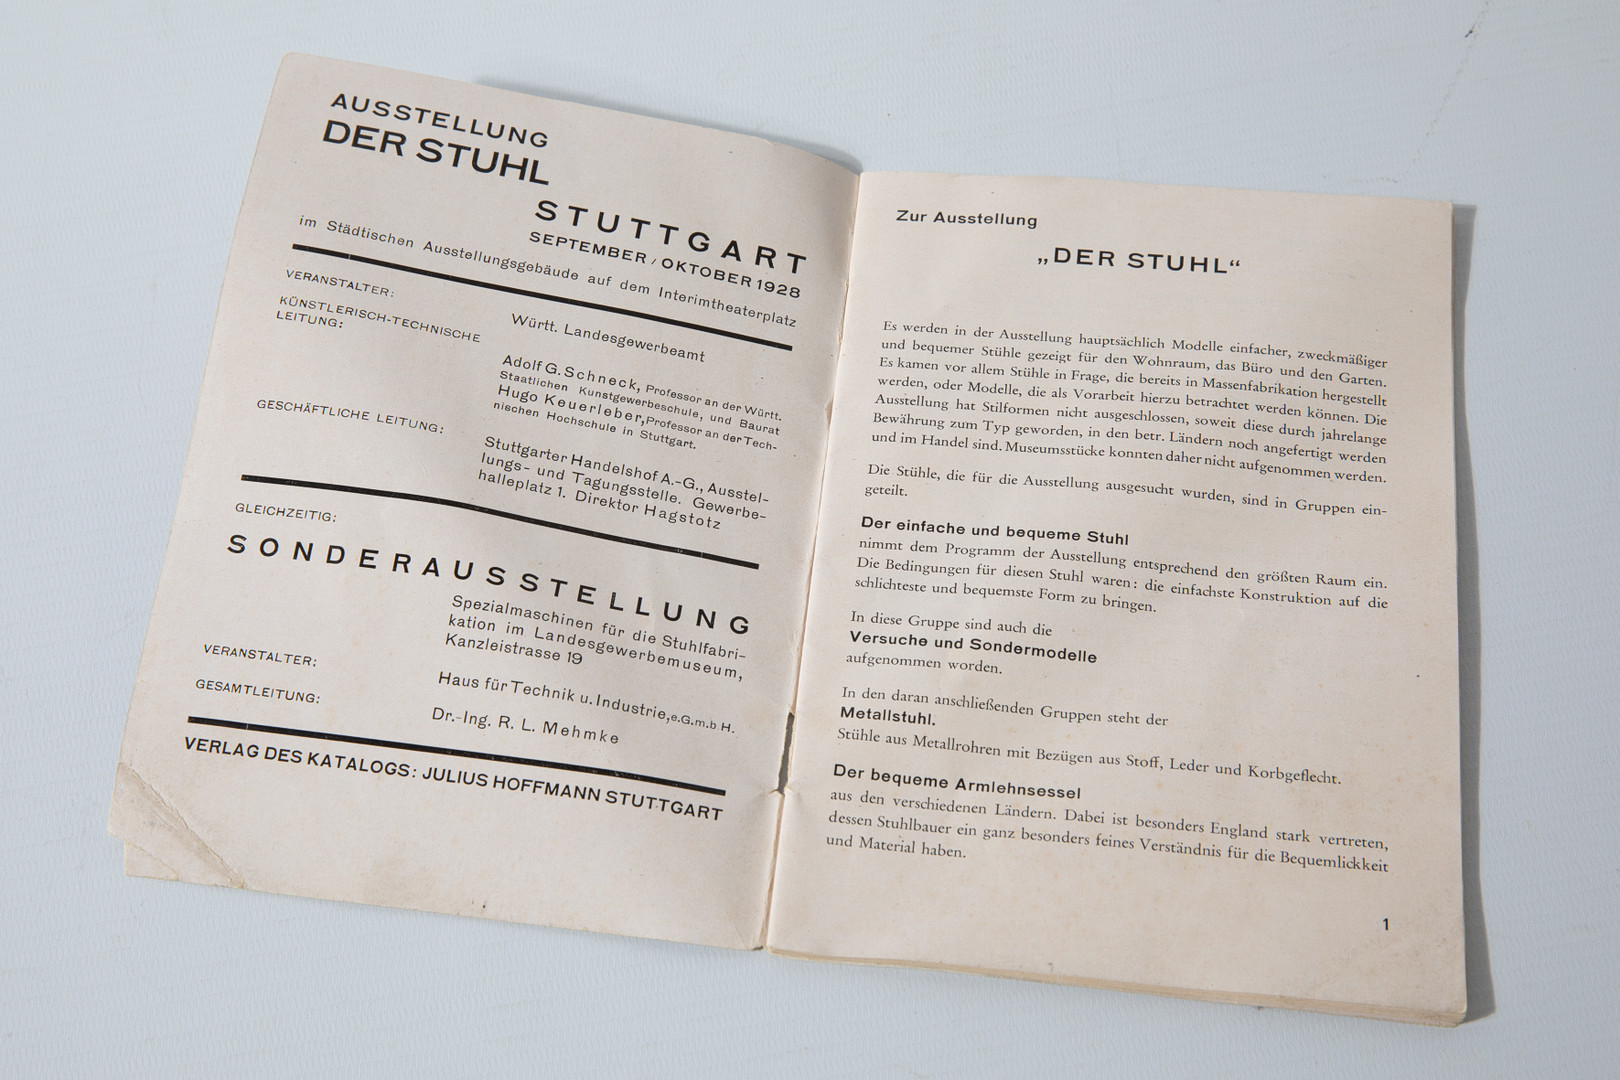 AUSSTELLUNG
DER STUHL
STUTTGART
SEPTEMBER / OKTOBER 1928
im Städtischen Ausstellungsgebäude auf dem Interimtheaterplatz
VERANSTALTER:
Württ. Landesgewerbeamt
KÜNSTLERISCH-TECHNISCHE
LEITUNG:
Adolf G. Schneck, Professor an der Württ.
Staatlichen Kunstgewerbeschule, und Baurat
Hugo Keuerleber, Professor an der Tech-
nischen Hochschule in Stuttgart.
GESCHÄFTLICHE LEITUNG:
Stuttgarter Handelshof A.-G., Ausstel-
lungs- und Tagungsstelle. Gewerbe-
halleplatz 1. Direktor Hagstotz
GLEICHZEITIG:
SONDERAUSSTELLUNG
Spezialmaschinen für die Stuhlfabri-
kation im Landesgewerbemuseum,
Kanzleistrasse 19
VERANSTALTER:
Haus für Technik u. Industrie, e.G.m.b H.
GESAMTLEITUNG:
Dr.-Ing. R. L. Mehmke
VERLAG DES KATALOGS: JULIUS HOFFMANN STUTTGART
Zur Ausstellung
„DER STUHL“
Es werden in der Ausstellung hauptsächlich Modelle einfacher, zweckmäßiger
und bequemer Stühle gezeigt für den Wohnraum, das Büro und den Garten.
Es kamen vor allem Stühle in Frage, die bereits in Massenfabrikation hergestellt
werden, oder Modelle, die als Vorarbeit hierzu betrachtet werden können. Die
Ausstellung hat Stilformen nicht ausgeschlossen, soweit diese durch jahrelange
Bewährung zum Typ geworden, in den betr. Ländern noch angefertigt werden
und im Handel sind. Museumsstücke konnten daher nicht aufgenommen werden.
Die Stühle, die für die Ausstellung ausgesucht wurden, sind in Gruppen ein-
geteilt.
Der einfache und bequeme Stuhl
nimmt dem Programm der Ausstellung entsprechend den größten Raum ein.
Die Bedingungen für diesen Stuhl waren: die einfachste Konstruktion auf die
schlichteste und bequemste Form zu bringen.
In diese Gruppe sind auch die
Versuche und Sondermodelle
aufgenommen worden.
In den daran anschließenden Gruppen steht der
Metallstuhl.
Stühle aus Metallrohren mit Bezügen aus Stoff, Leder und Korbgeflecht.
Der bequeme Armlehnsessel
aus den verschiedenen Ländern. Dabei ist besonders England stark vertreten,
dessen Stuhlbauer ein ganz besonders feines Verständnis für die Bequemlickkeit
und Material haben.
1